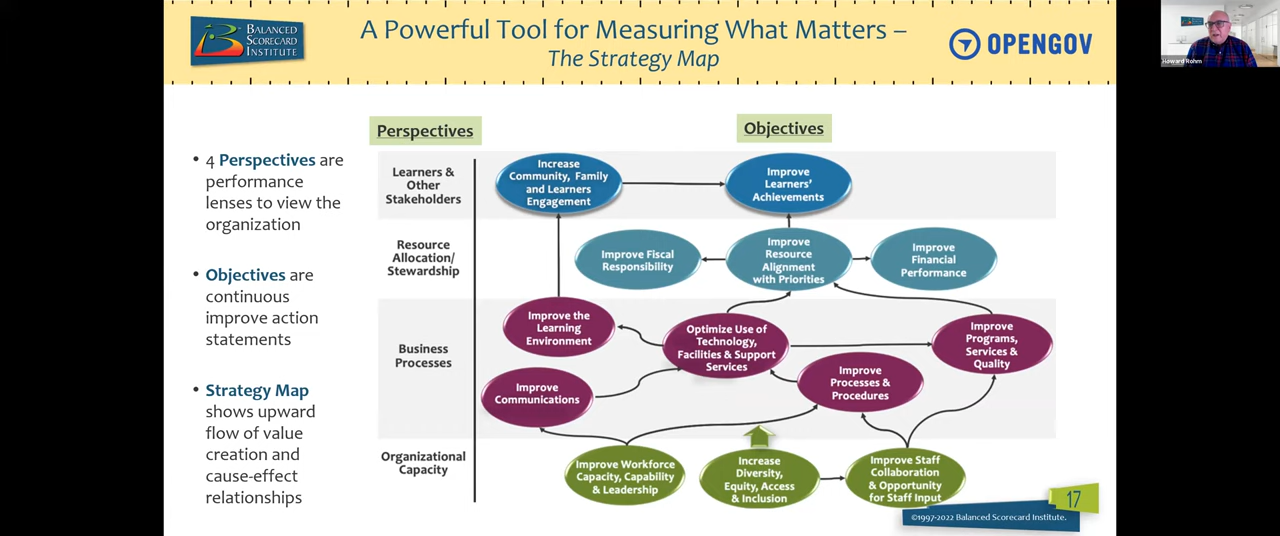 BALANCED
SCORECARD
INSTITUTE
A Powerful Tool for Measuring What Matters –
The Strategy Map
OPENGOV
Howard Rohm
• 4 Perspectives are
performance
lenses to view the
organization
• Objectives are
continuous
improve action
statements
• Strategy Map
shows upward
flow of value
creation and
cause-effect
relationships
Perspectives
Objectives
Learners &
Other
Stakeholders
Increase
Community, Family
and Learners
Engagement
Improve
Learners'
Achievements
Resource
Allocation/
Stewardship
Improve Fiscal
Responsibility
Improve
Resource
Alignment
with Priorities
Improve
Financial
Performance
Business
Processes
Improve the
Learning
Environment
Optimize Use of
Technology,
Facilities & Support
Services
Improve
Programs,
Services &
Quality
Improve
Communications
Improve
Processes &
Procedures
Organizational
Capacity
Improve Workforce
Capacity, Capability
& Leadership
Increase
Diversity,
Equity, Access
& Inclusion
Improve Staff
Collaboration
& Opportunity
for Staff Input
17
©1997-2022 Balanced Scorecard Institute.